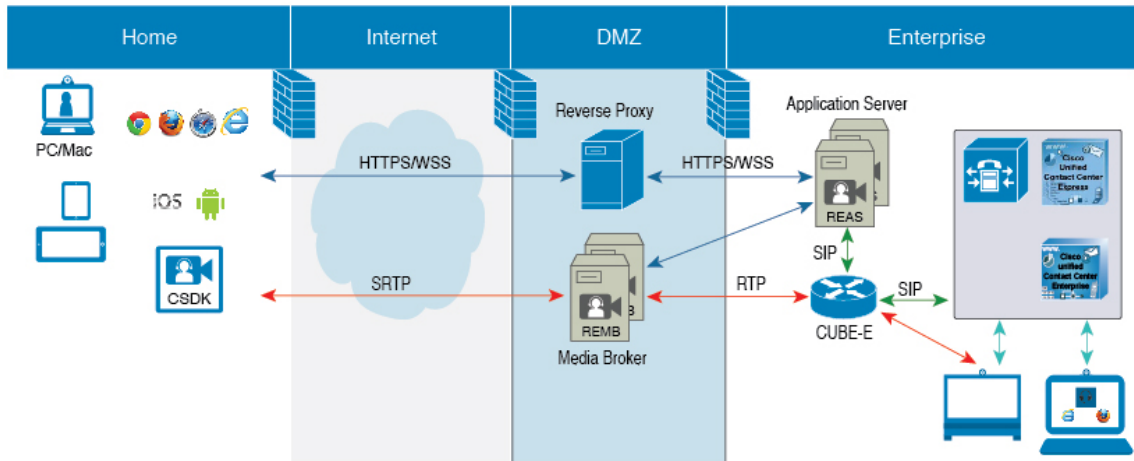 Home
Internet
DMZ
Enterprise
PC/Mac
iOS
CSDK
HTTPS/WSS
SRTP
Reverse Proxy
HTTPS/WSS
REMB
B
Media Broker
RTP
Application Server
REAS
S
SIP
CUBE-E
SIP
Cisco
Unified
Contact Center
Express
Cisco
unified
Contact Center
Enterprise